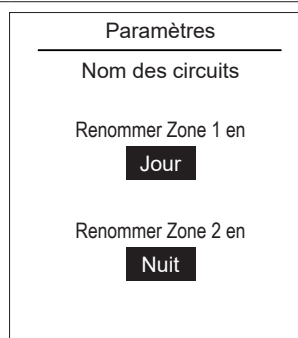 Paramètres
Nom des circuits
Renommer Zone 1 en
Jour
Renommer Zone 2 en
Nuit